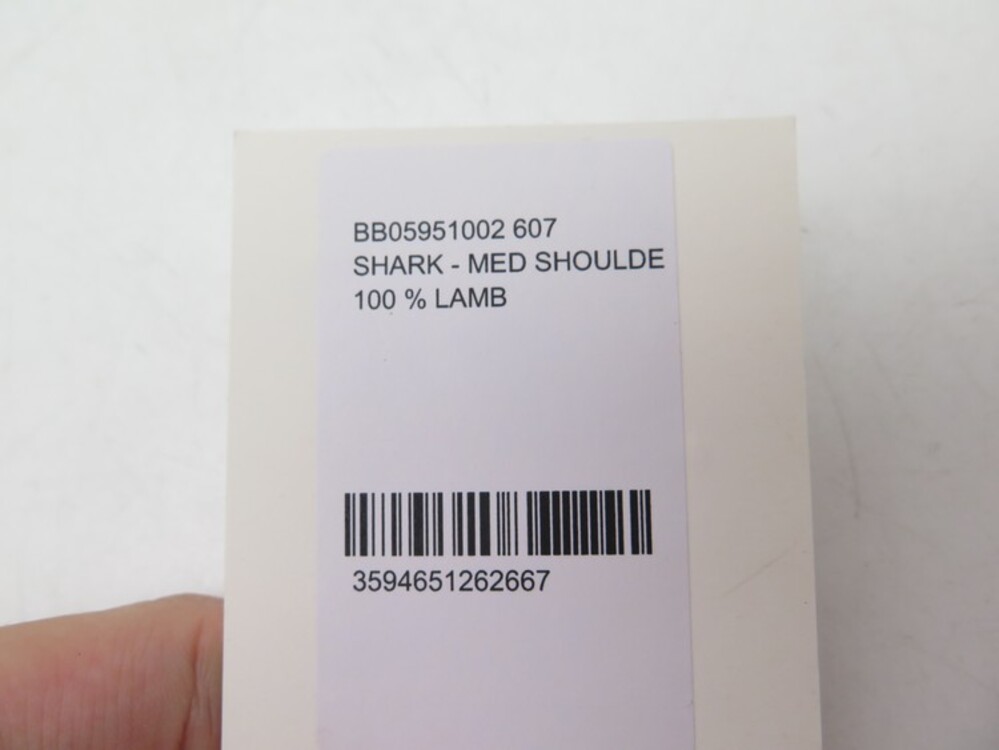 BB05951002 607
SHARK - MED SHOULDE
100 % LAMB
3594651262667